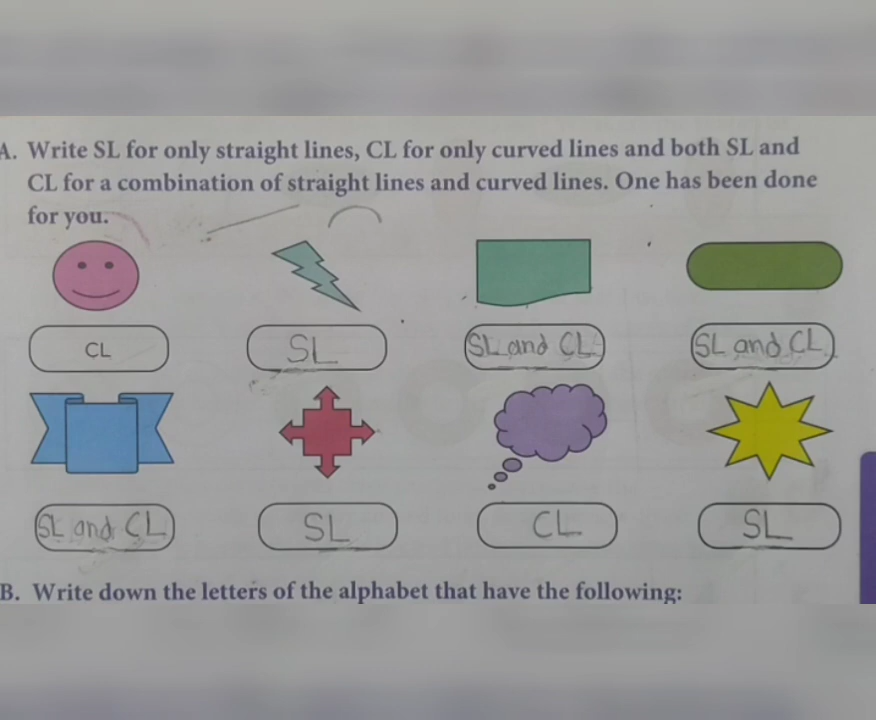 A. Write SL for only straight lines, CL for only curved lines and both SL and
CL for a combination of straight lines and curved lines. One has been done
for you.
CL
SL
SL and CL
SL and CL
SL and CL
SL
CL
SL
B. Write down the letters of the alphabet that have the following: